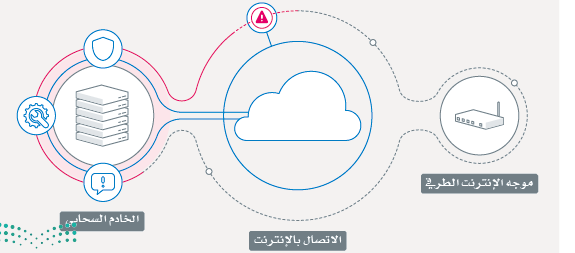 موجه الإنترنت الطرفي
الخادم السحابي
الاتصال بالإنترنت